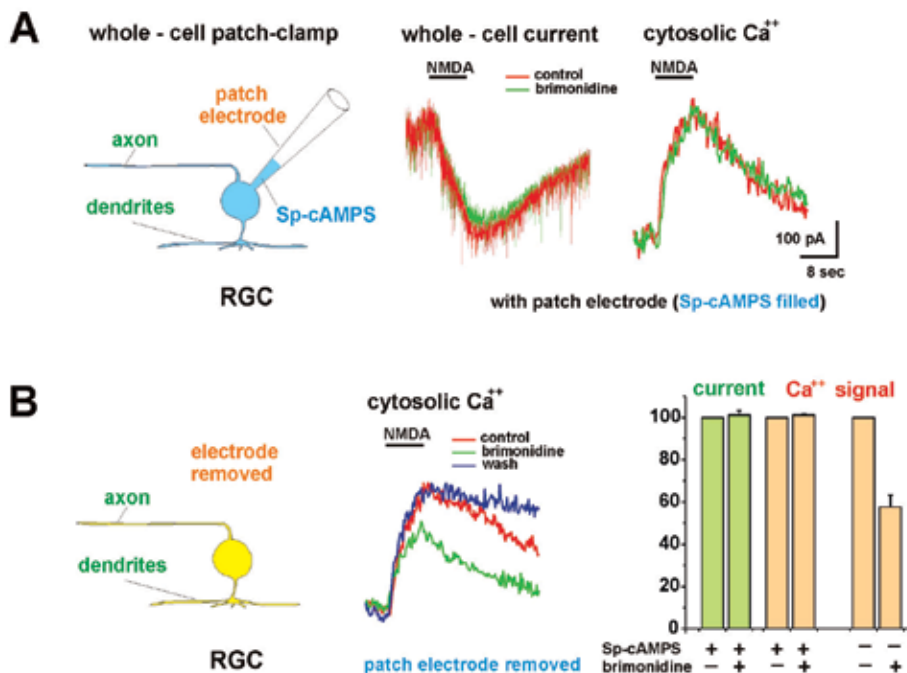 A
whole - cell patch-clamp
patch
electrode
axon
dendrites
Sp-cAMPS
RGC
whole - cell current
NMDA
control
brimonidine
cytosolic Ca++
NMDA
100 pA
8 sec
with patch electrode (Sp-cAMPS filled)
B
electrode
removed
axon
dendrites
RGC
cytosolic Ca++
NMDA
control
brimonidine
wash
patch electrode removed
current Ca++ signal
100
80
60
40
20
0
Sp-cAMPS + + + + − −
brimonidine − + − + − +